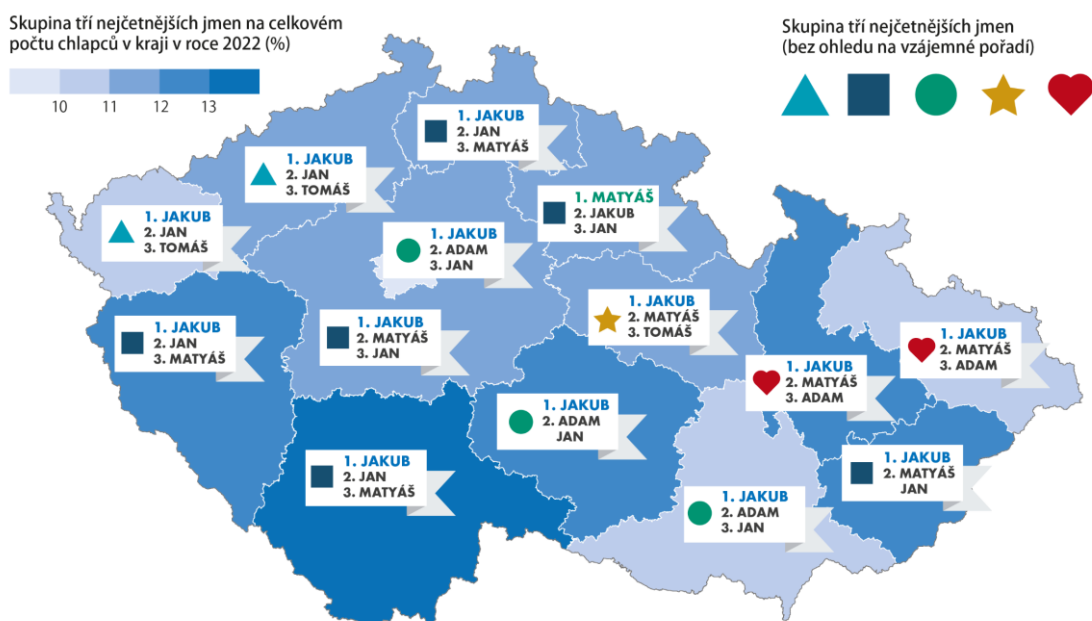 Skupina tří nejčetnějších jmen na celkovém
počtu chlapců v kraji v roce 2022 (%)
10 11 12 13
Skupina tří nejčetnějších jmen
(bez ohledu na vzájemné pořadí)
1. JAKUB
2. JAN
3. MATYÁŠ
1. JAKUB
2. JAN
3. TOMÁŠ
1. MATYÁŠ
2. JAKUB
3. JAN
1. JAKUB
2. JAN
3. TOMÁŠ
1. JAKUB
2. ADAM
3. JAN
1. JAKUB
2. JAN
3. MATYÁŠ
1. JAKUB
2. MATYÁŠ
3. JAN
1. JAKUB
2. MATYÁŠ
3. TOMÁŠ
1. JAKUB
2. MATYÁŠ
3. ADAM
1. JAKUB
2. MATYÁŠ
3. ADAM
1. JAKUB
2. ADAM
JAN
1. JAKUB
2. JAN
3. MATYÁŠ
1. JAKUB
2. MATYÁŠ
JAN
1. JAKUB
2. ADAM
3. JAN